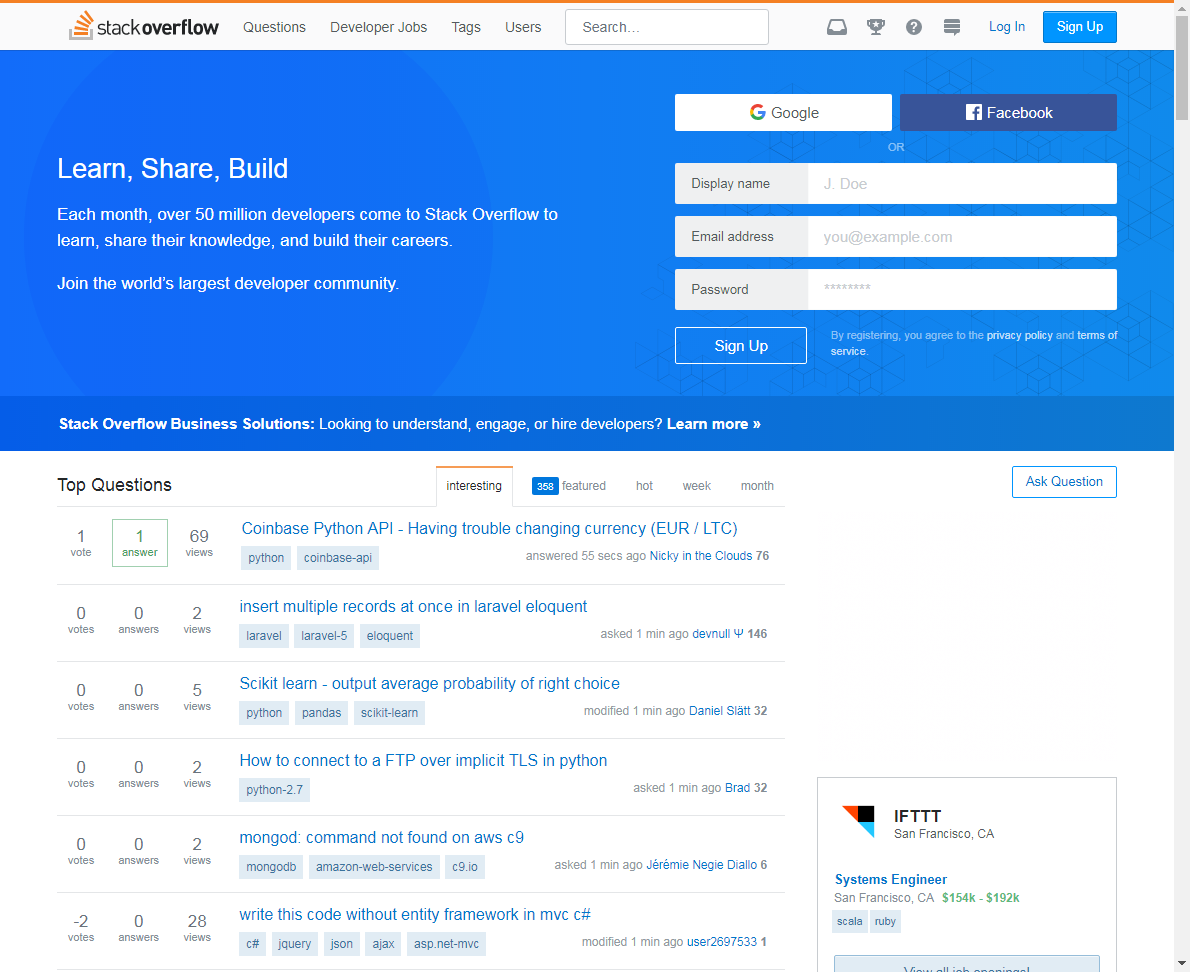 stackoverflow Questions Developer Jobs Tags Users Search... Log In Sign Up
Google Facebook
OR
Learn, Share, Build
Each month, over 50 million developers come to Stack Overflow to
learn, share their knowledge, and build their careers.
Join the world's largest developer community.
Display name J. Doe
Email address you@example.com
Password ********
Sign Up
By registering, you agree to the privacy policy and terms of
service.
Stack Overflow Business Solutions: Looking to understand, engage, or hire developers? Learn more »
Top Questions interesting 358 featured hot week month
Ask Question
1 vote 1 answer 69 views
Coinbase Python API - Having trouble changing currency (EUR / LTC)
python coinbase-api
answered 55 secs ago Nicky in the Clouds 76
0 votes 0 answers 2 views
insert multiple records at once in laravel eloquent
laravel laravel-5 eloquent
asked 1 min ago devnull Ψ 146
0 votes 0 answers 5 views
Scikit learn - output average probability of right choice
python pandas scikit-learn
modified 1 min ago Daniel Slätt 32
0 votes 0 answers 2 views
How to connect to a FTP over implicit TLS in python
python-2.7
asked 1 min ago Brad 32
0 votes 0 answers 2 views
mongod: command not found on aws c9
mongodb amazon-web-services c9.io
asked 1 min ago Jérémie Negie Diallo 6
-2 votes 0 answers 28 views
write this code without entity framework in mvc c#
c# jquery json ajax asp.net-mvc
modified 1 min ago user2697533 1
IFTTT
San Francisco, CA
Systems Engineer
San Francisco, CA $154k - $192k
scala ruby
View all job openings!